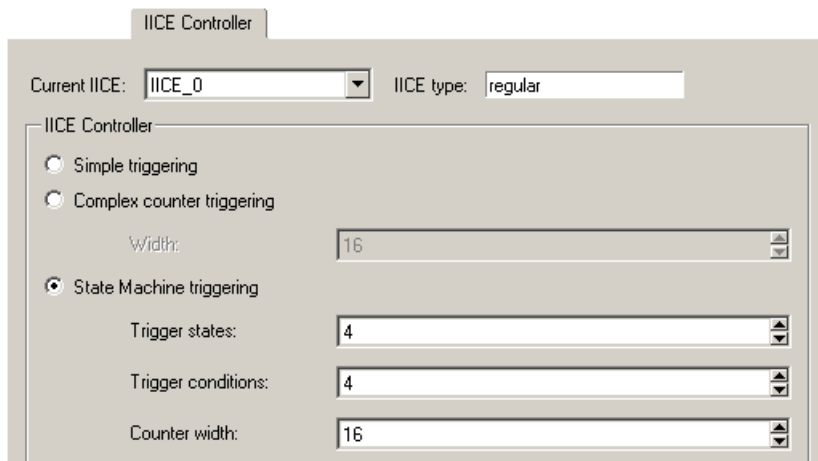 IICE Controller
Current IICE: IICE_0 IICE type: regular
IICE Controller
Simple triggering
Complex counter triggering
Width: 16
State Machine triggering
Trigger states: 4
Trigger conditions: 4
Counter width: 16